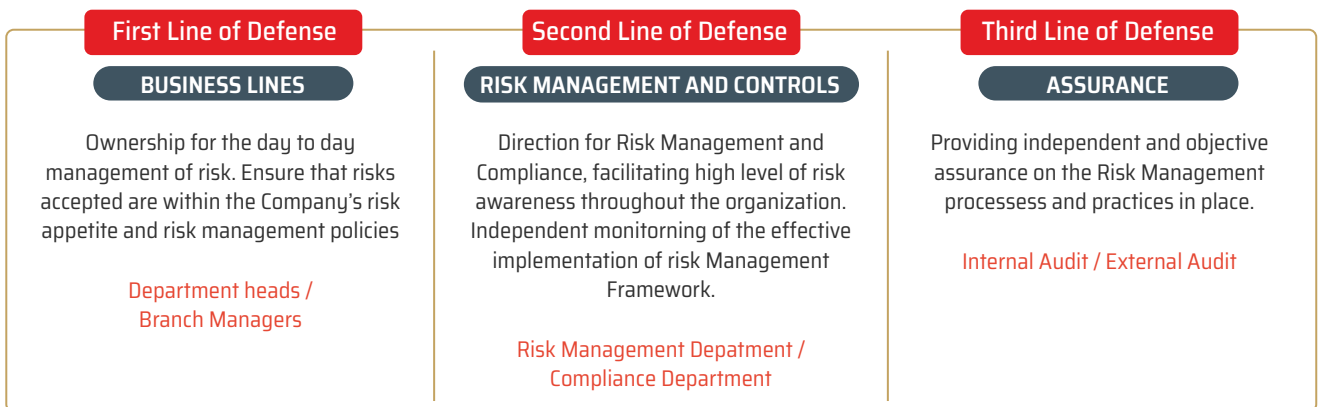 First Line of Defense
BUSINESS LINES
Ownership for the day to day
management of risk. Ensure that risks
accepted are within the Company's risk
appetite and risk management policies
Department heads /
Branch Managers
Second Line of Defense
RISK MANAGEMENT AND CONTROLS
Direction for Risk Management and
Compliance, facilitating high level of risk
awareness throughout the organization.
Independent monitorning of the effective
implementation of risk Management
Framework.
Risk Management Depatment /
Compliance Department
Third Line of Defense
ASSURANCE
Providing independent and objective
assurance on the Risk Management
processess and practices in place.
Internal Audit / External Audit